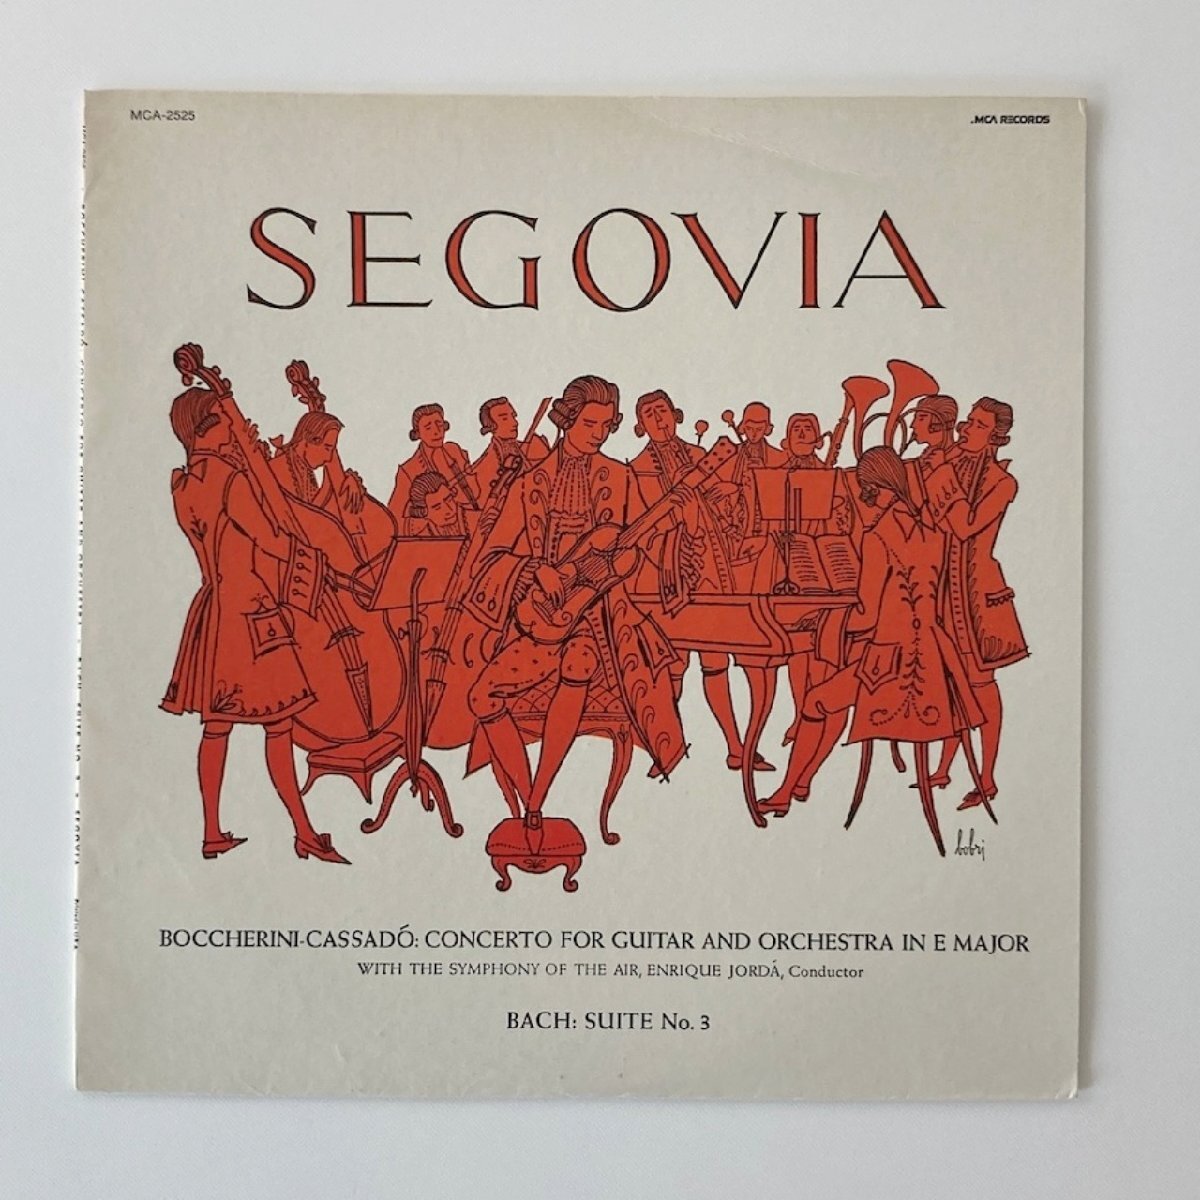 MCA-2525
MCA RECORDS
SEGOVIA
bobri
BOCCHERINI-CASSADÓ: CONCERTO FOR GUITAR AND ORCHESTRA IN E MAJOR
WITH THE SYMPHONY OF THE AIR, ENRIQUE JORDÁ, Conductor
BACH: SUITE No. 3